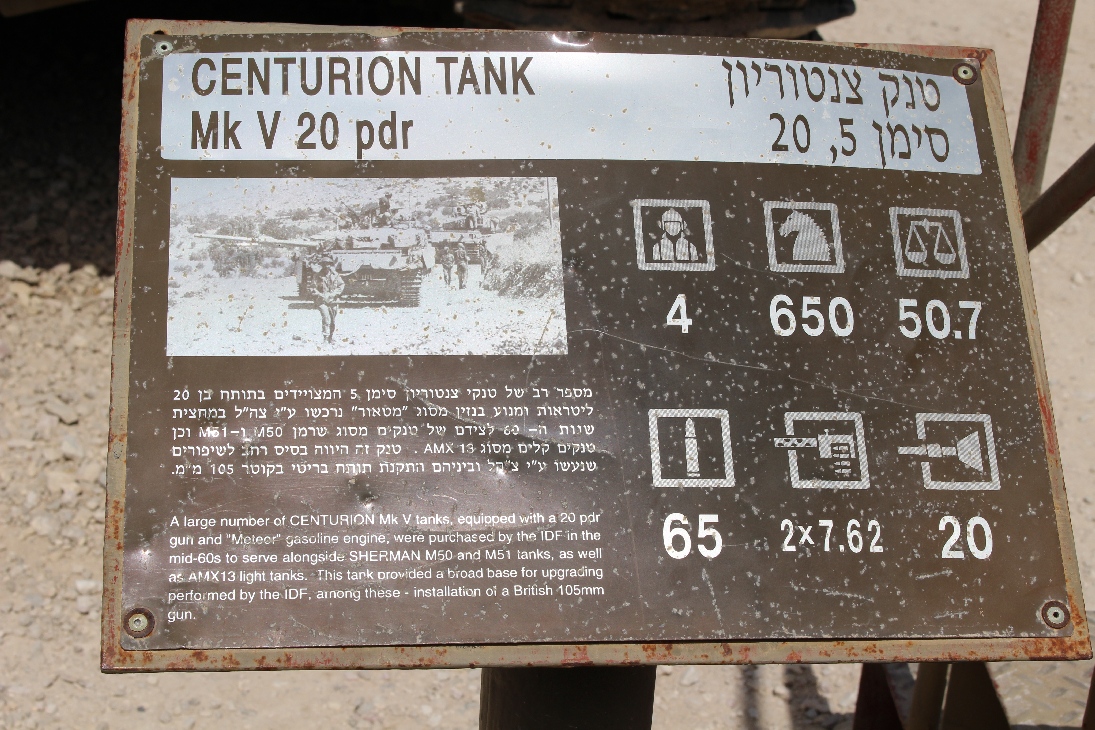 CENTURION TANK
Mk V 20 pdr
טנק צנטוריון
סימן 5, 20
4
650
50.7
מספר רב של טנקי צנטוריון סימן 5 המצויידים בתותח בן 20
ליטראות ומנוע בנזין מסוג "מטאור" נרכשו ע"י צה"ל במחצית
שנות ה- 60 לצידם של טנקים מסוג שרמן M50 ו-M51 וכן
טנקים קלים מסוג AMX 13 . טנק זה היווה בסיס רחב לשיפורים
שנעשו ע"י צה"ל וביניהם התקנת תותח בריטי בקוטר 105 מ"מ.
65
2x7.62
20
A large number of CENTURION Mk V tanks, equipped with a 20 pdr
gun and "Meteor" gasoline engine, were purchased by the IDF in the
mid-60s to serve alongside SHERMAN M50 and M51 tanks, as well
as AMX13 light tanks. This tank provided a broad base for upgrading
performed by the IDF, among these - installation of a British 105mm
gun.